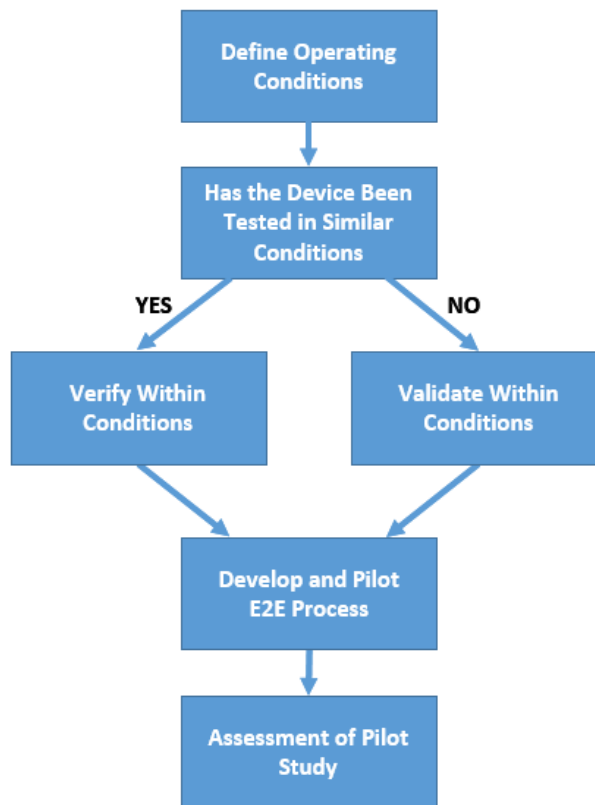 Define Operating
Conditions
Has the Device Been
Tested in Similar
Conditions
YES
NO
Verify Within
Conditions
Validate Within
Conditions
Develop and Pilot
E2E Process
Assessment of Pilot
Study